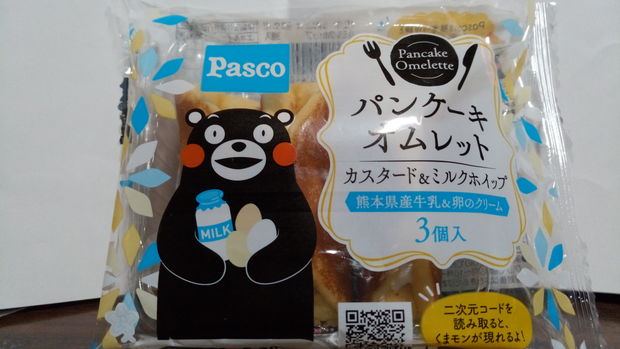 Pasco
Pancake
Omelette
パンケーキ
オムレット
カスタード&ミルクホイップ
熊本県産牛乳&卵のクリーム
3個入
MILK
二次元コードを
読み取ると、
くまモンが現れるよ!